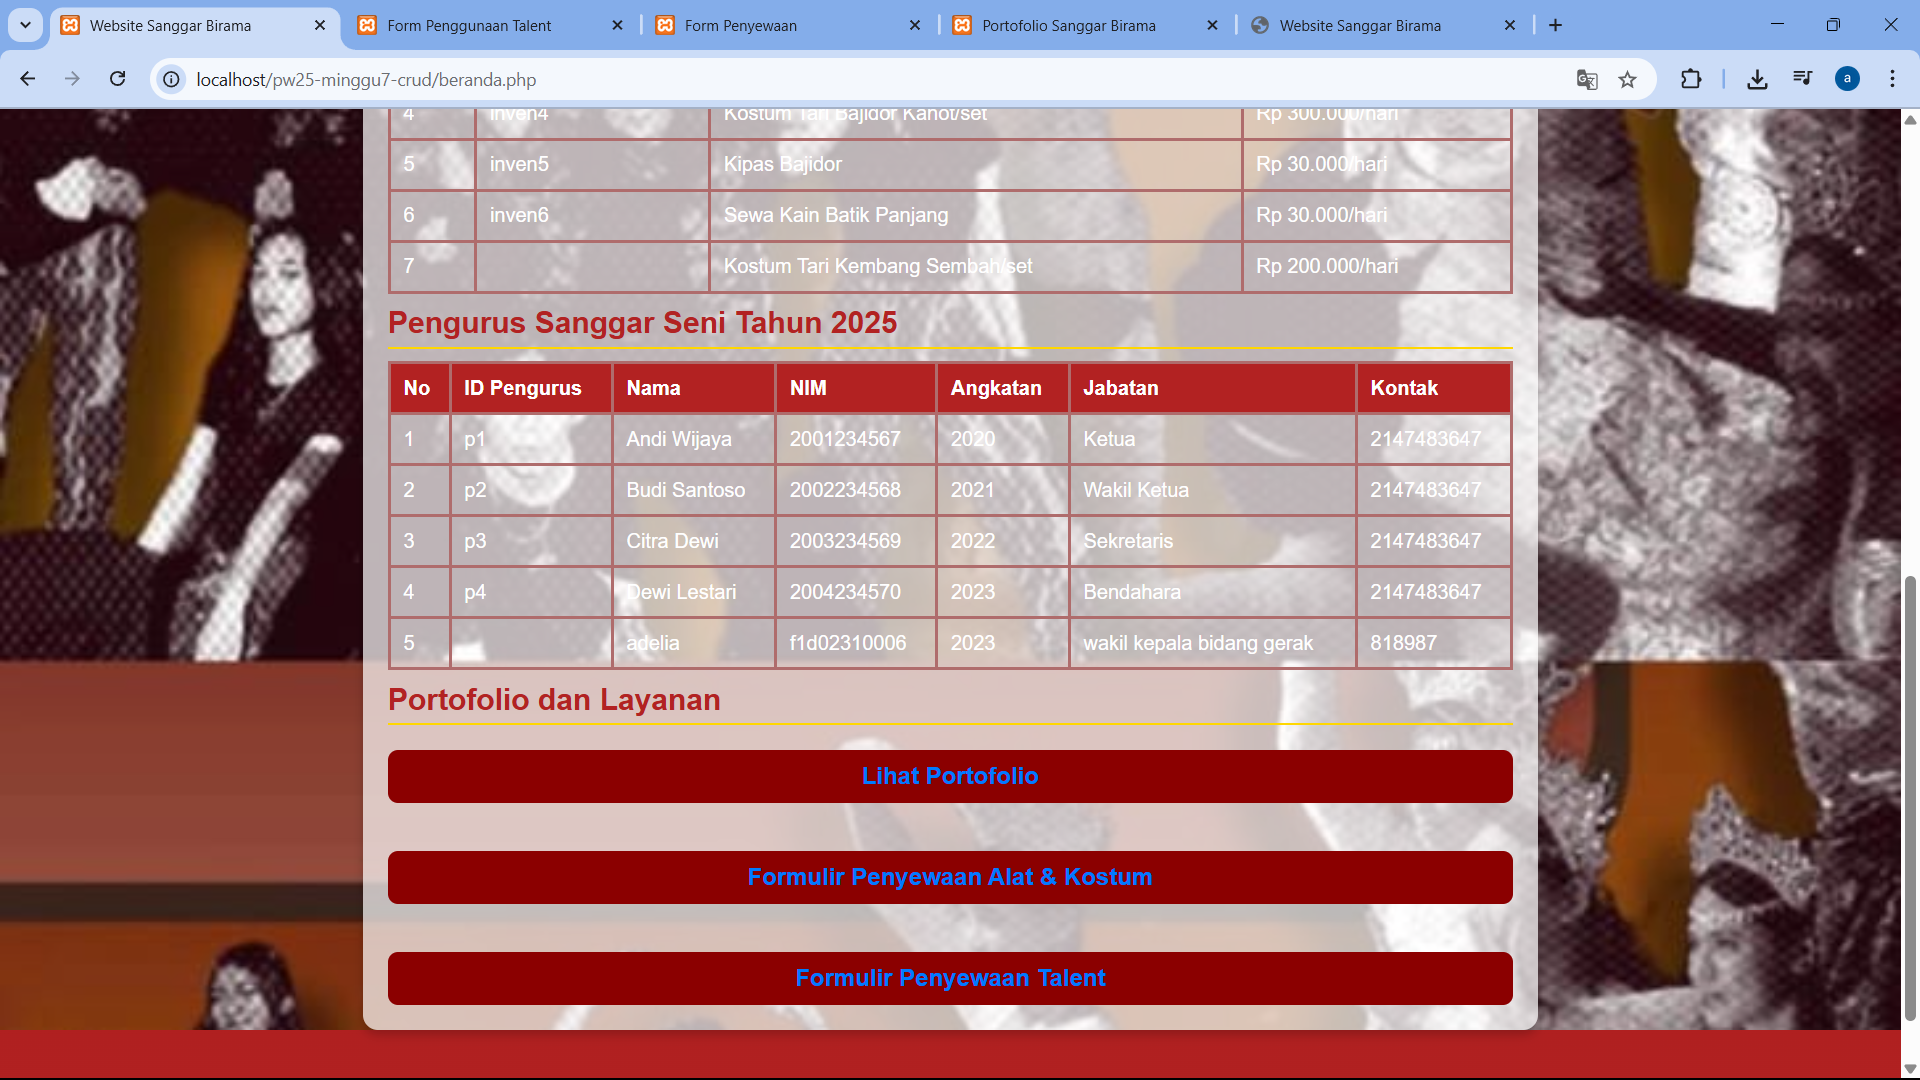 Website Sanggar Birama
Form Penggunaan Talent
Form Penyewaan
Portofolio Sanggar Birama
Website Sanggar Birama
localhost/pw25-minggu7-crud/beranda.php
a
4 inven4 Kostum Tari Bajidor Kahot/set Rp 300.000/hari
5 inven5 Kipas Bajidor Rp 30.000/hari
6 inven6 Sewa Kain Batik Panjang Rp 30.000/hari
7 Kostum Tari Kembang Sembah/set Rp 200.000/hari
Pengurus Sanggar Seni Tahun 2025
No ID Pengurus Nama NIM Angkatan Jabatan Kontak
1 p1 Andi Wijaya 2001234567 2020 Ketua 2147483647
2 p2 Budi Santoso 2002234568 2021 Wakil Ketua 2147483647
3 p3 Citra Dewi 2003234569 2022 Sekretaris 2147483647
4 p4 Dewi Lestari 2004234570 2023 Bendahara 2147483647
5 adelia f1d02310006 2023 wakil kepala bidang gerak 818987
Portofolio dan Layanan
Lihat Portofolio
Formulir Penyewaan Alat & Kostum
Formulir Penyewaan Talent